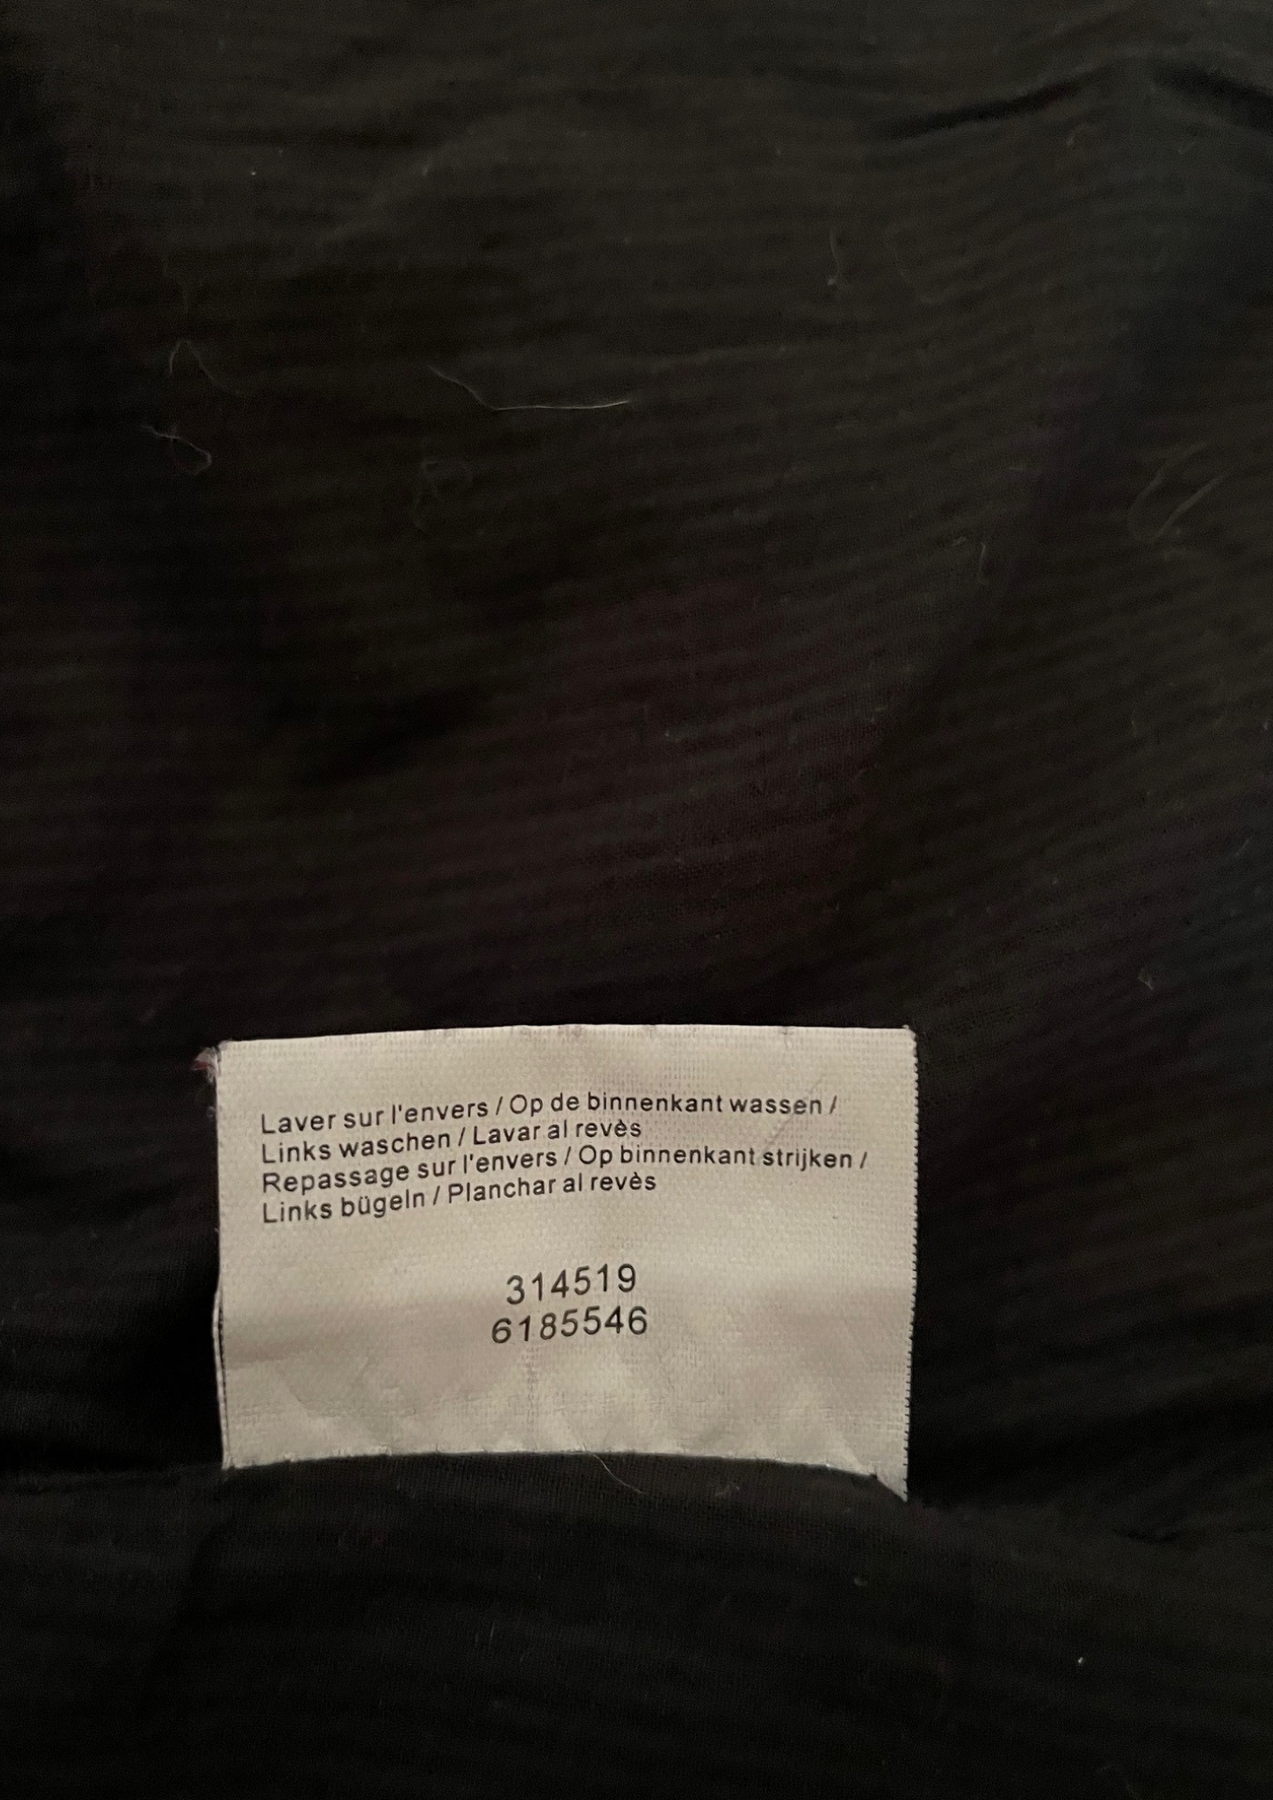 Laver sur l'envers / Op de binnenkant wassen /
Links waschen / Lavar al revès
Repassage sur l'envers / Op binnenkant strijken /
Links bügeln / Planchar al revès
314519
6185546